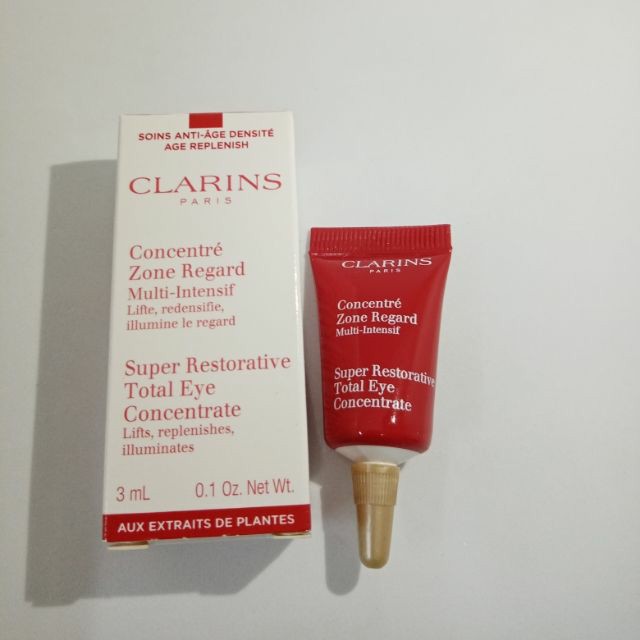 SOINS ANTI-ÂGE DENSITÉ
AGE REPLENISH
CLARINS
PARIS
Concentré
Zone Regard
Multi-Intensif
Lifte, redensifie,
illumine le regard
Super Restorative
Total Eye
Concentrate
Lifts, replenishes,
illuminates
3 mL 0.1 Oz. Net Wt.
AUX EXTRAITS DE PLANTES
CLARINS
PARIS
Concentré
Zone Regard
Multi-Intensif
Super Restorative
Total Eye
Concentrate